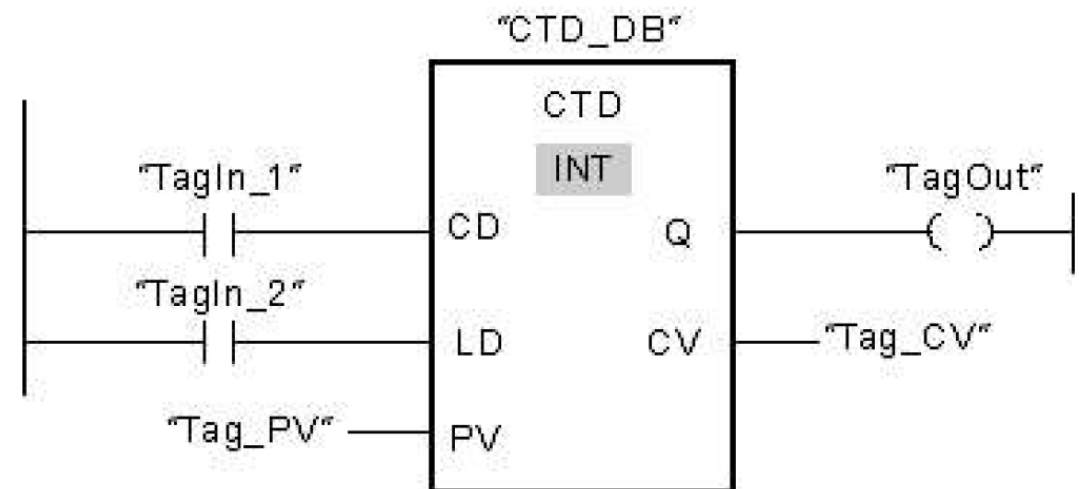 "CTD_DB"
CTD
INT
"TagIn_1"
"TagOut"
CD
Q
"TagIn_2"
LD
CV
"Tag_CV"
"Tag_PV"
PV